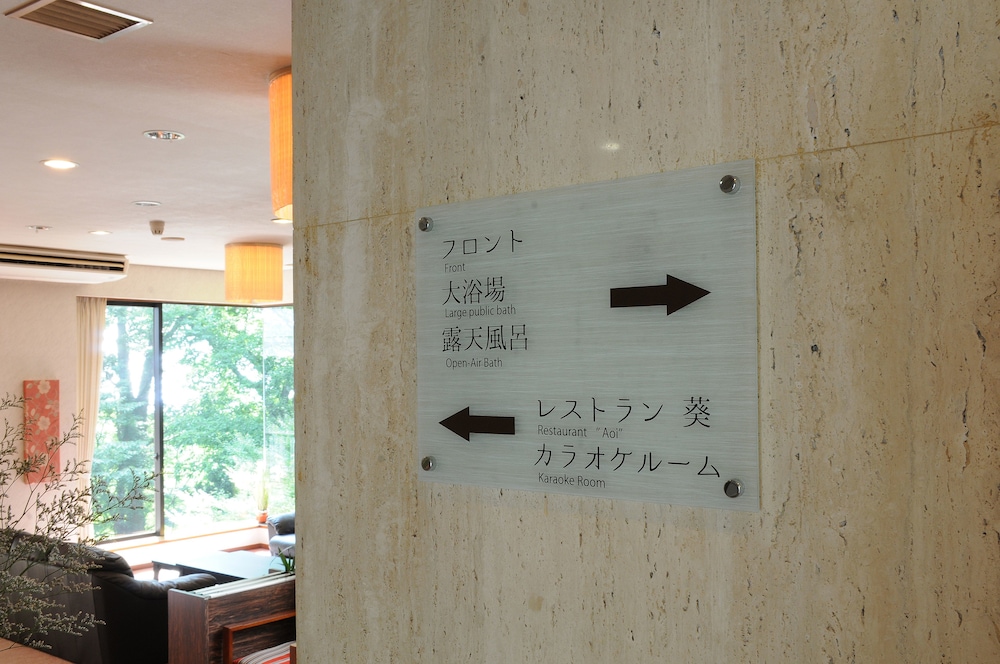 フロント
Front
大浴場
Large public bath
露天風呂
Open-Air Bath
レストラン 葵
Restaurant "Aoi"
カラオケルーム
Karaoke Room